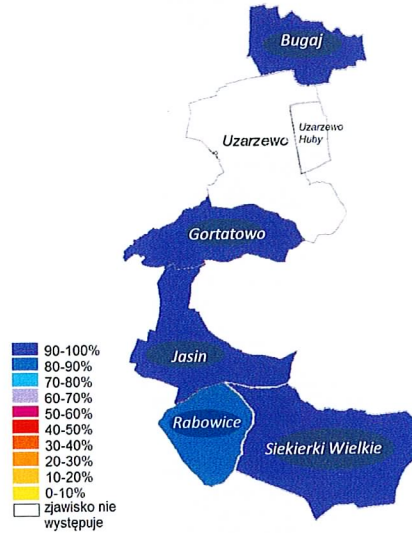 Bugaj
Uzarzewo
Uzarzewo
Huby
Gortatowo
Jasin
Rabowice
Siekierki Wielkie
90-100%
80-90%
70-80%
60-70%
50-60%
40-50%
30-40%
20-30%
10-20%
0-10%
zjawisko nie
występuje